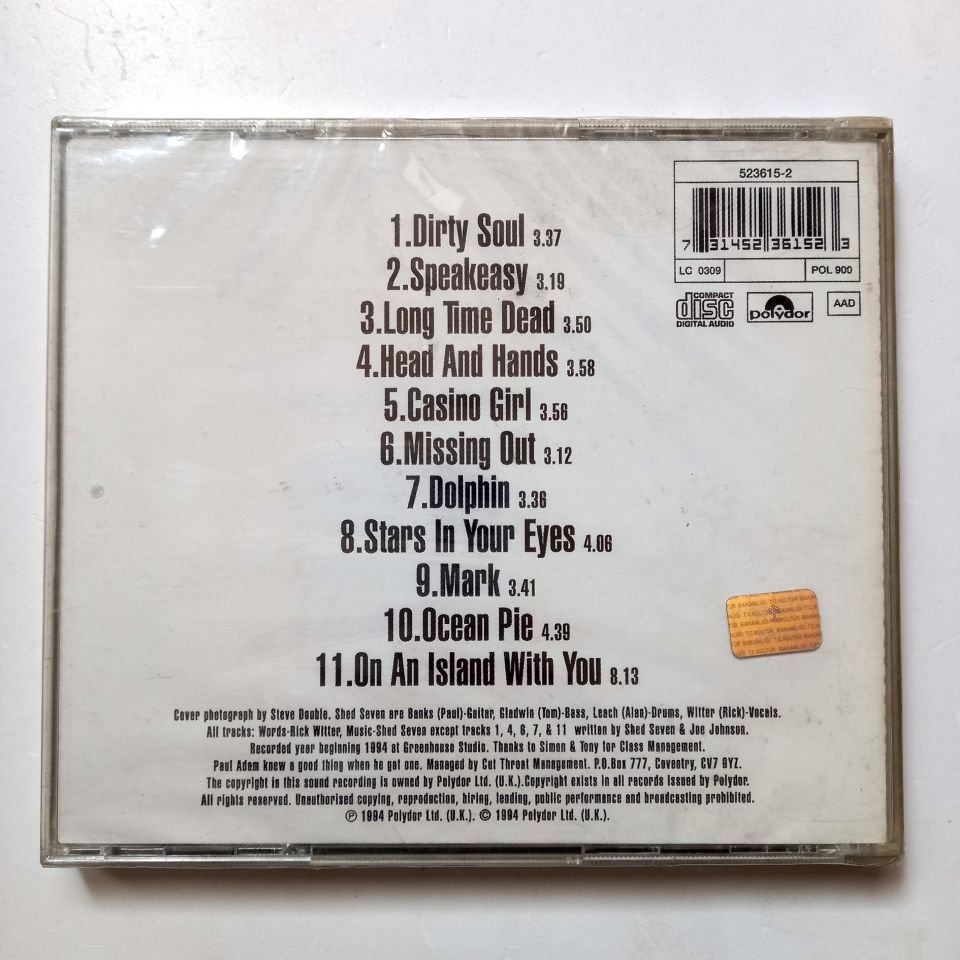 523615-2
7 31452 36152 3
LC 0309
POL 900
COMPACT
disc
DIGITAL AUDIO
polydor
AAD
1.Dirty Soul 3.37
2.Speakeasy 3.19
3.Long Time Dead 3.50
4.Head And Hands 3.58
5.Casino Girl 3.56
6.Missing Out 3.12
7.Dolphin 3.36
8.Stars In Your Eyes 4.06
9.Mark 3.41
10.Ocean Pie 4.39
11.On An Island With You 8.13
T.C.KÜLTÜR BAKANLIĞI
Cover photograph by Steve Double. Shed Seven are Banks (Paul)-Guitar, Gladwin (Tom)-Bass, Leach (Alan)-Drums, Witter (Rick)-Vocals.
All tracks: Words-Rick Witter, Music-Shed Seven except tracks 1, 4, 6, 7, & 11 written by Shed Seven & Joe Johnson.
Recorded year beginning 1994 at Greenhouse Studio. Thanks to Simon & Tony for Class Management.
Paul Adam knew a good thing when he got one. Managed by Cut Throat Management. P.O.Box 777, Coventry, CV7 9YZ.
The copyright in this sound recording is owned by Polydor Ltd. (U.K.).Copyright exists in all records issued by Polydor.
All rights reserved. Unauthorised copying, reproduction, hiring, lending, public performance and broadcasting prohibited.
℗ 1994 Polydor Ltd. (U.K.). © 1994 Polydor Ltd. (U.K.).